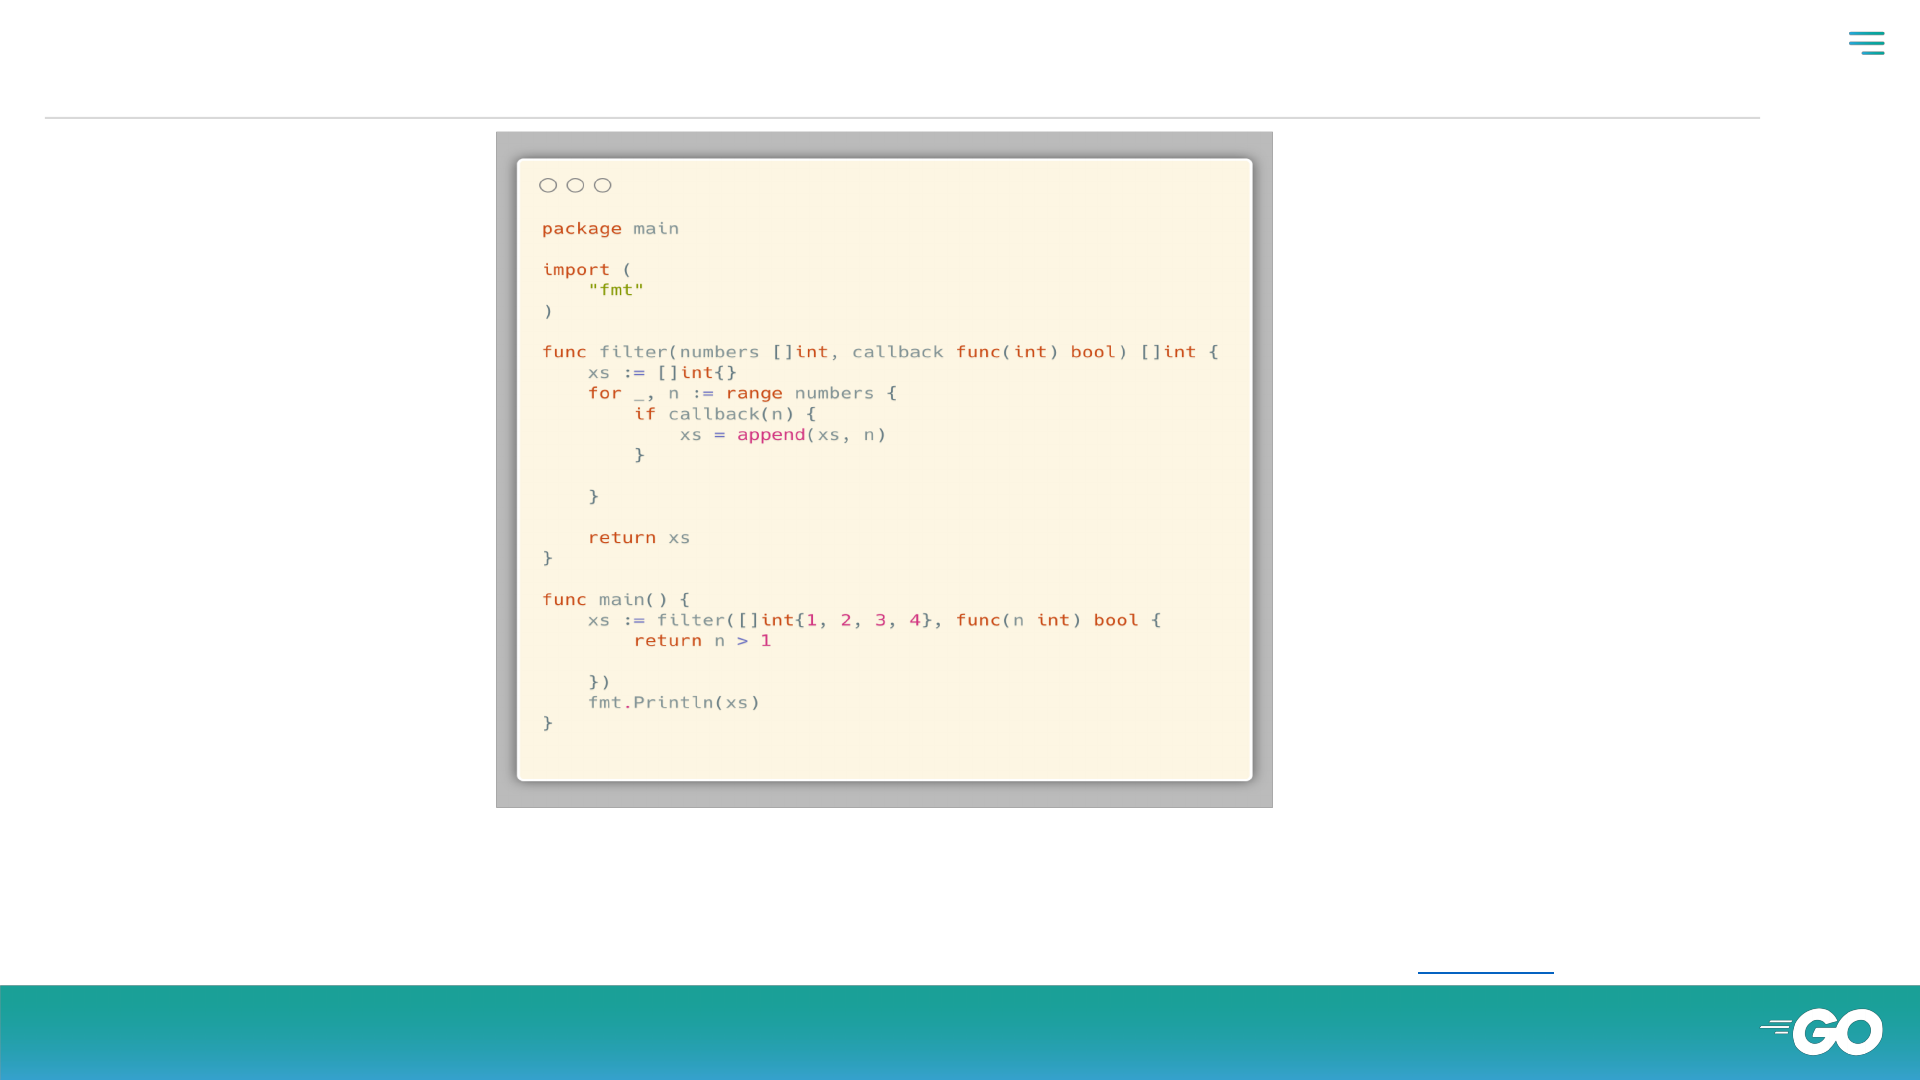 package main
import (
"fmt"
)
func filter(numbers []int, callback func(int) bool) []int {
xs := []int{}
for _, n := range numbers {
if callback(n) {
xs = append(xs, n)
}
}
return xs
}
func main() {
xs := filter([]int{1, 2, 3, 4}, func(n int) bool {
return n > 1
})
fmt.Println(xs)
}
GO